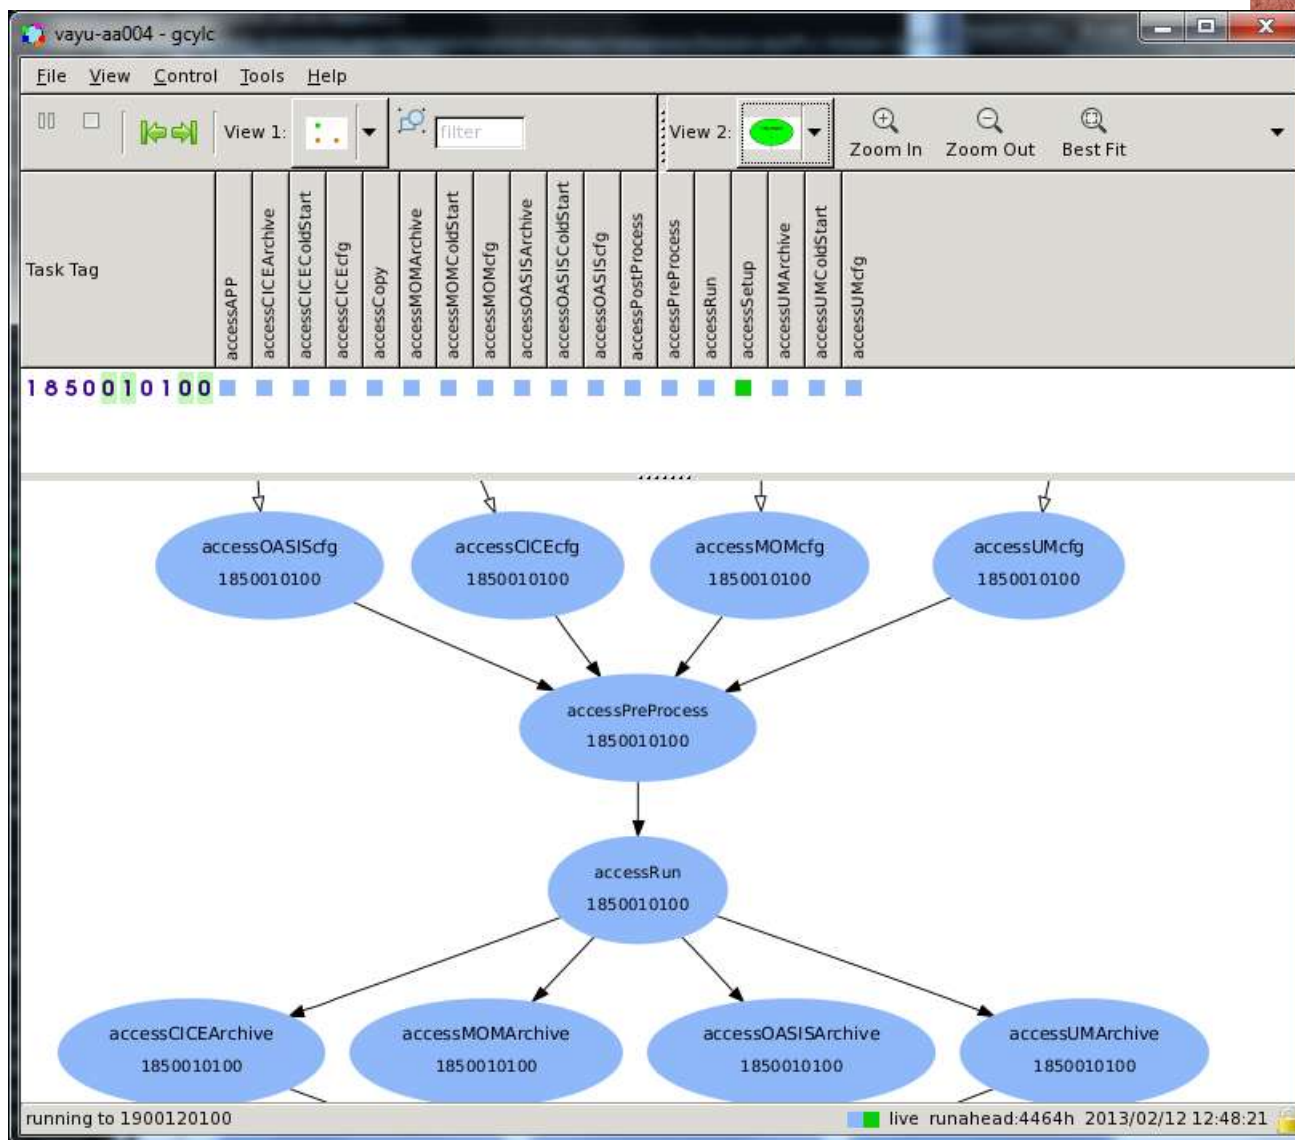 vayu-aa004 - gcylc
File View Control Tools Help
View 1: filter View 2: Zoom In Zoom Out Best Fit
Task Tag
accessAPP
accessCICEArchive
accessCICEColdStart
accessCICEcfg
accessCopy
accessMOMArchive
accessMOMColdStart
accessMOMcfg
accessOASISArchive
accessOASISColdStart
accessOASIScfg
accessPostProcess
accessPreProcess
accessRun
accessSetup
accessUMArchive
accessUMColdStart
accessUMcfg
1850010100
accessOASIScfg accessCICEcfg accessMOMcfg accessUMcfg
1850010100 1850010100 1850010100 1850010100
accessPreProcess
1850010100
accessRun
1850010100
accessCICEArchive accessMOMArchive accessOASISArchive accessUMArchive
1850010100 1850010100 1850010100 1850010100
running to 1900120100 live runahead:4464h 2013/02/12 12:48:21